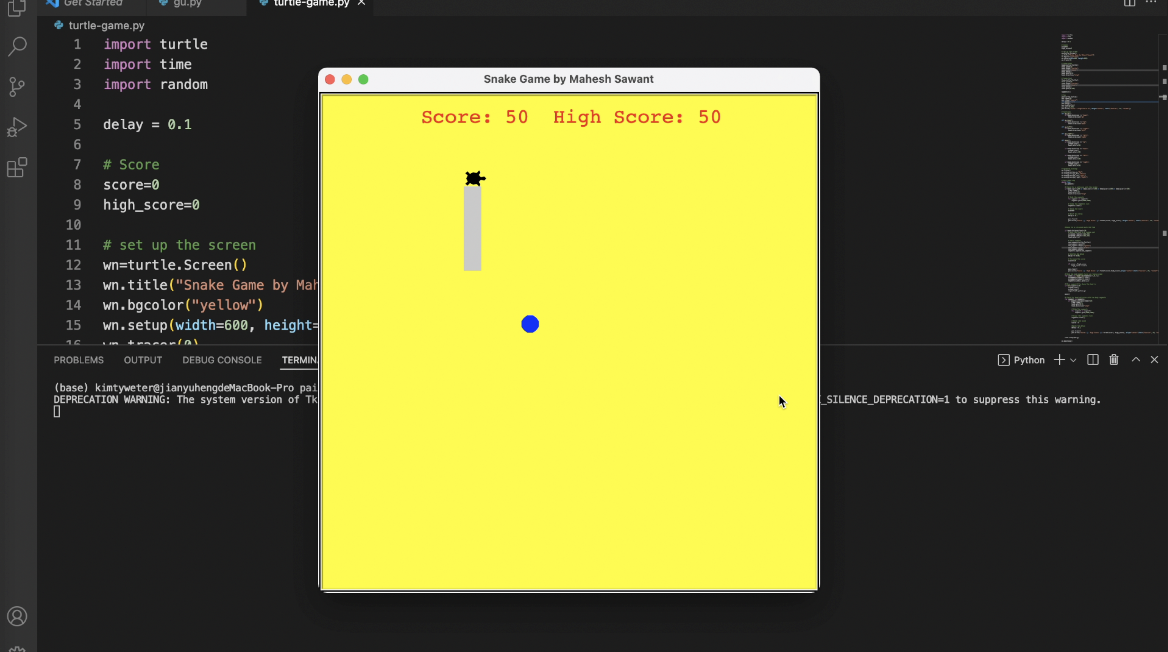 Get Started
gu.py
turtle-game.py
turtle-game.py
1 import turtle
2 import time
3 import random
4
5 delay = 0.1
6
7 # Score
8 score=0
9 high_score=0
10
11 # set up the screen
12 wn=turtle.Screen()
13 wn.title("Snake Game by Mah
14 wn.bgcolor("yellow")
15 wn.setup(width=600, height=
16 wn.tracer(0)
Snake Game by Mahesh Sawant
Score: 50 High Score: 50
PROBLEMS OUTPUT DEBUG CONSOLE TERMIN
Python
(base) kimtyweter@jianyuhengdeMacBook-Pro pai
DEPRECATION WARNING: The system version of Tk
_SILENCE_DEPRECATION=1 to suppress this warning.